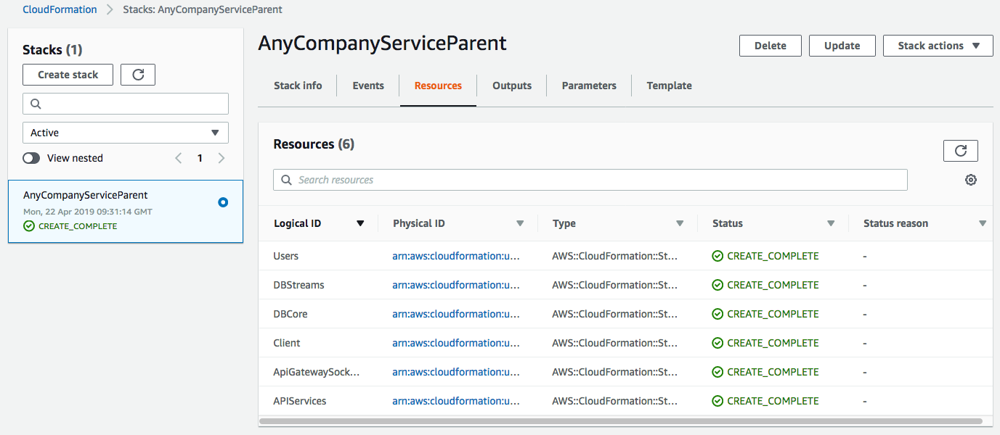 CloudFormation > Stacks: AnyCompanyServiceParent
Stacks (1)
Create stack
Active
View nested
1
AnyCompanyServiceParent
Mon, 22 Apr 2019 09:31:14 GMT
CREATE_COMPLETE
AnyCompanyServiceParent
Delete Update Stack actions
Stack info Events Resources Outputs Parameters Template
Resources (6)
Search resources
Logical ID Physical ID Type Status Status reason
Users arn:aws:cloudformation:u... AWS::CloudFormation::St... CREATE_COMPLETE -
DBStreams arn:aws:cloudformation:u... AWS::CloudFormation::St... CREATE_COMPLETE -
DBCore arn:aws:cloudformation:u... AWS::CloudFormation::St... CREATE_COMPLETE -
Client arn:aws:cloudformation:u... AWS::CloudFormation::St... CREATE_COMPLETE -
ApiGatewaySock... arn:aws:cloudformation:u... AWS::CloudFormation::St... CREATE_COMPLETE -
APIServices arn:aws:cloudformation:u... AWS::CloudFormation::St... CREATE_COMPLETE -